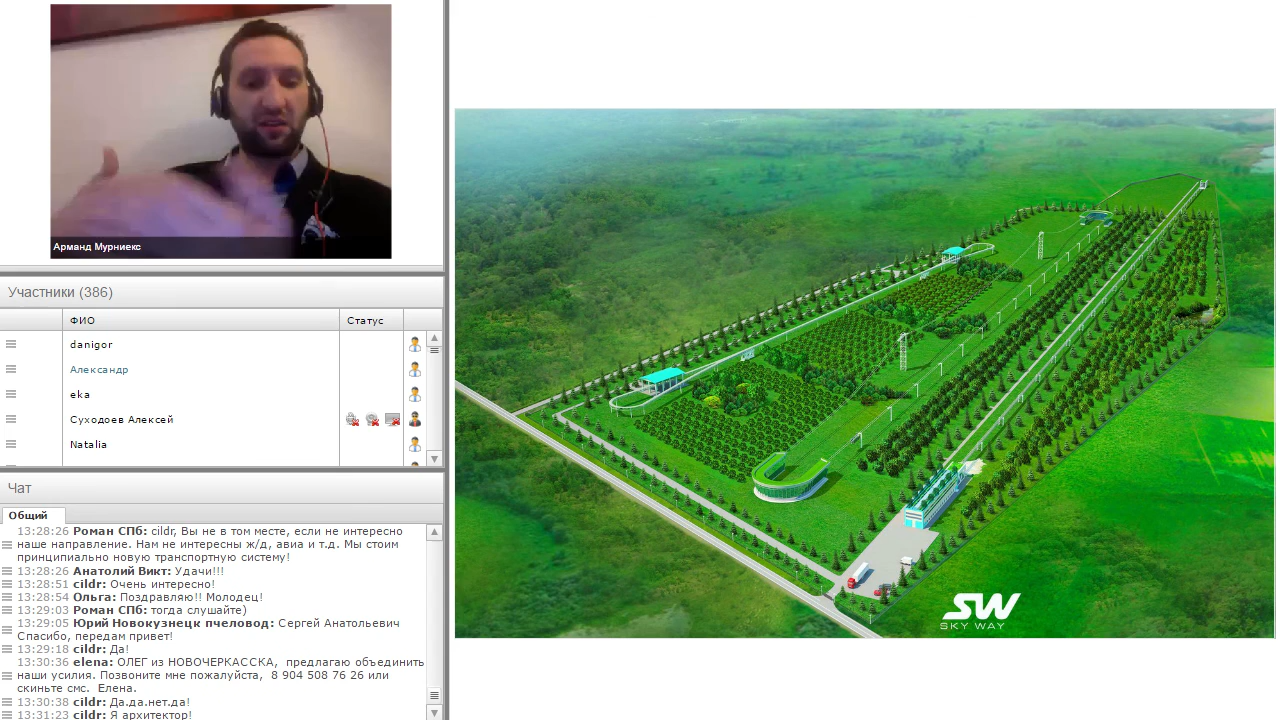 Арманд Мурниекс
Участники (386)
ФИО
Статус
danigor
Александр
eka
Суходоев Алексей
Natalia
Чат
Общий
13:28:26 Роман СПб: cildr, Вы не в том месте, если не интересно
наше направление. Нам не интересны ж/д, авиа и т.д. Мы стоим
принципиально новую транспортную систему!
13:28:26 Анатолий Викт: Удачи!!!
13:28:51 cildr: Очень интересно!
13:28:54 Ольга: Поздравляю!! Молодец!
13:29:03 Роман СПб: тогда слушайте)
13:29:05 Юрий Новокузнецк пчеловод: Сергей Анатольевич
Спасибо, передам привет!
13:29:18 cildr: Да!
13:30:36 elena: ОЛЕГ из НОВОЧЕРКАССКА, предлагаю объединить
наши усилия. Позвоните мне пожалуйста, 8 904 508 76 26 или
скиньте смс. Елена.
13:30:38 cildr: Да.да.нет.да!
13:31:23 cildr: Я архитектор!
SW
SKY WAY